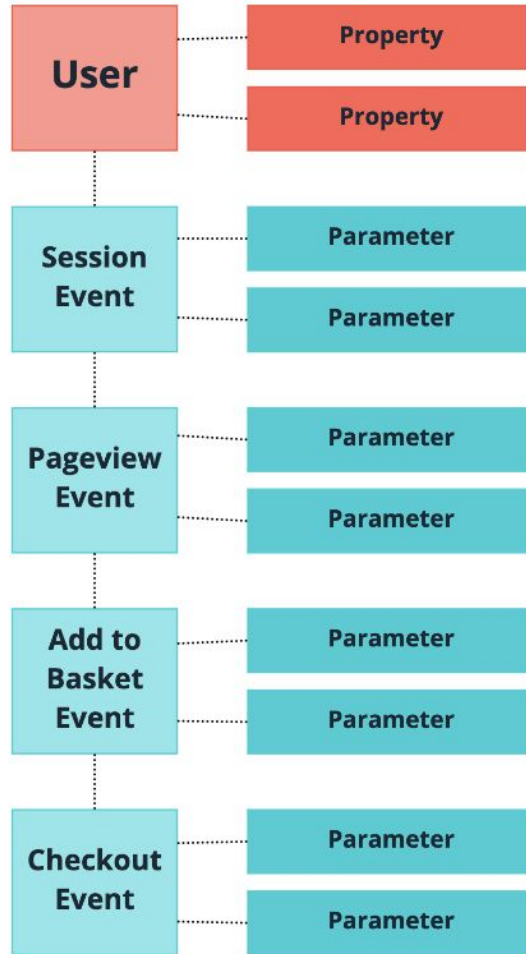 User
Property
Property
Session
Event
Parameter
Parameter
Pageview
Event
Parameter
Parameter
Add to
Basket
Event
Parameter
Parameter
Checkout
Event
Parameter
Parameter